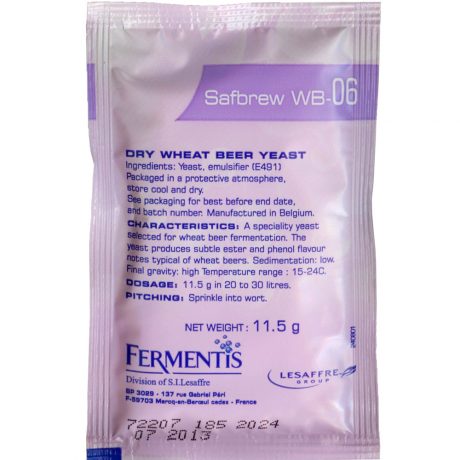 Safbrew WB-06
DRY WHEAT BEER YEAST
Ingredients: Yeast, emulsifier (E491)
Packaged in a protective atmosphere,
store cool and dry.
See packaging for best before end date,
and batch number. Manufactured in Belgium.
CHARACTERISTICS: A speciality yeast
selected for wheat beer fermentation. The
yeast produces subtle ester and phenol flavour
notes typical of wheat beers. Sedimentation: low.
Final gravity: high Temperature range : 15-24C.
DOSAGE: 11.5 g in 20 to 30 litres.
PITCHING: Sprinkle into wort.
NET WEIGHT: 11.5 g
FERMENTIS
Division of S.I.Lesaffre
LESAFFRE
GROUP
BP 3029 - 137 rue Gabriel Péri
F-59703 Marcq-en-Barœul cedex - France
240801
72207 185 2024
07 2013